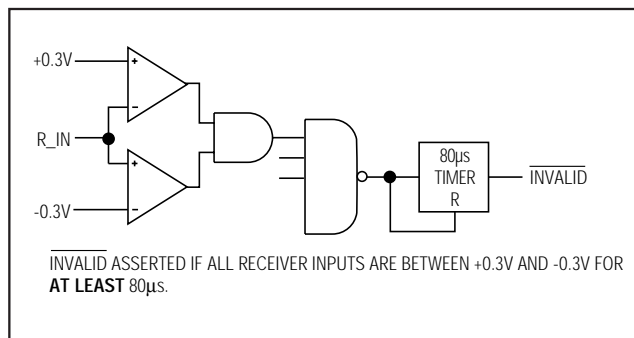 +0.3V
R_IN
-0.3V
+
-
+
-
80µs
TIMER
R
INVALID
INVALID ASSERTED IF ALL RECEIVER INPUTS ARE BETWEEN +0.3V AND -0.3V FOR
AT LEAST 80µs.